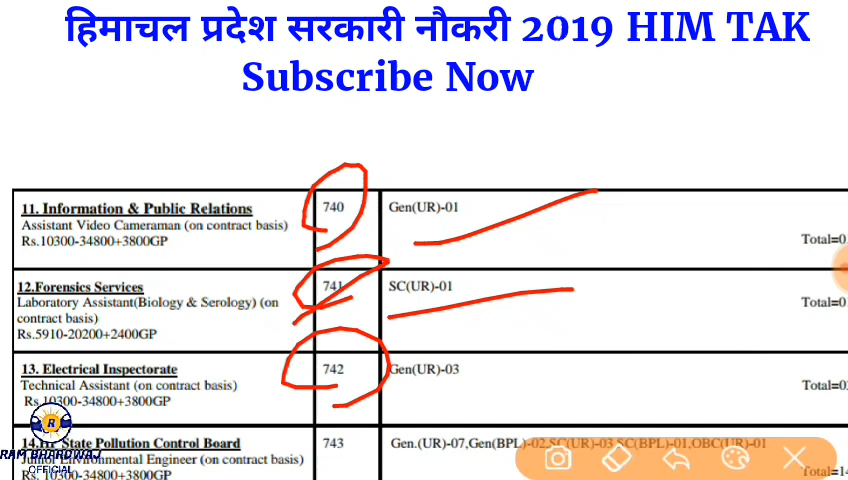 हिमाचल प्रदेश सरकारी नौकरी 2019 HIM TAK
Subscribe Now
11. Information & Public Relations
Assistant Video Cameraman (on contract basis)
Rs.10300-34800+3800GP
740
Gen(UR)-01
12.Forensics Services
Laboratory Assistant(Biology & Serology) (on
contract basis)
Rs.5910-20200+2400GP
741
SC(UR)-01
13. Electrical Inspectorate
Technical Assistant (on contract basis)
Rs.10300-34800+3800GP
742
Gen(UR)-03
State Pollution Control Board
Junior Environmental Engineer (on contract basis)
Rs. 10300-34800+3800GP
743
Gen.(UR)-07,Gen(BPL)-02,SC(UR)-03 SC(BPL)-01,OBC(UR)-01
R
RAM BHARDWAJ
OFFICIAL